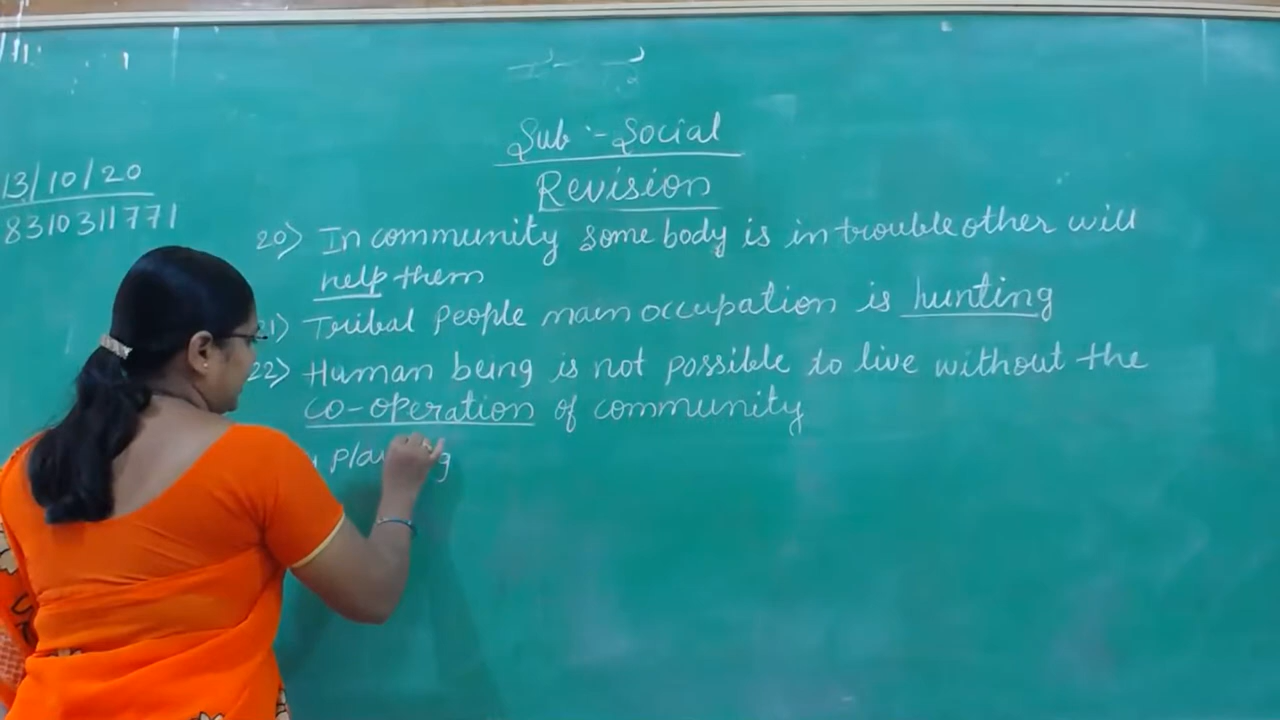 Sub :- Social
Revision
13/10/20
8310311771
20) In community some body is in trouble other will
help them
21) Tribal People main occupation is hunting
22) Human being is not possible to live without the
co-operation of community